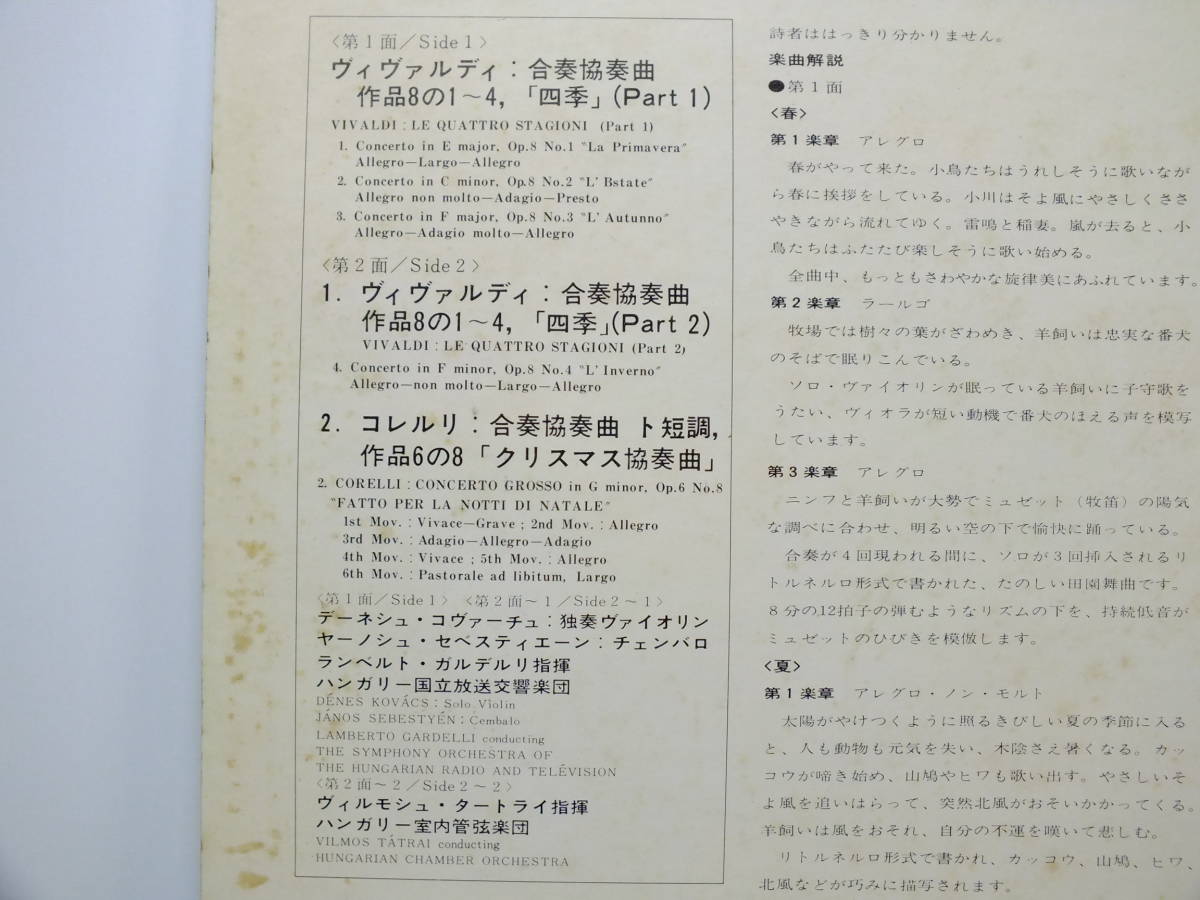 〈第1面／Side 1〉
ヴィヴァルディ：合奏協奏曲
作品8の1～4，「四季」(Part 1)
VIVALDI : LE QUATTRO STAGIONI (Part 1)
1. Concerto in E major, Op.8 No.1 "La Primavera"
Allegro—Largo—Allegro
2. Concerto in C minor, Op.8 No.2 "L' Bstate"
Allegro non molto—Adagio—Presto
3. Concerto in F major, Op.8 No.3 "L' Autunno"
Allegro—Adagio molto—Allegro
〈第2面／Side 2〉
1. ヴィヴァルディ：合奏協奏曲
作品8の1～4，「四季」(Part 2)
VIVALDI : LE QUATTRO STAGIONI (Part 2)
4. Concerto in F minor, Op.8 No.4 "L' Inverno"
Allegro—non molto—Largo—Allegro
2. コレルリ：合奏協奏曲 ト短調，
作品6の8「クリスマス協奏曲」
2. CORELLI : CONCERTO GROSSO in G minor, Op.6 No.8
"FATTO PER LA NOTTI DI NATALE"
1st Mov. : Vivace—Grave ; 2nd Mov. : Allegro
3rd Mov. : Adagio—Allegro—Adagio
4th Mov. : Vivace ; 5th Mov. : Allegro
6th Mov. : Pastorale ad libitum, Largo
〈第1面／Side 1〉〈第2面～1／Side 2～1〉
デーネシュ・コヴァーチュ：独奏ヴァイオリン
ヤーノシュ・セベスティエーン：チェンバロ
ランベルト・ガルデルリ指揮
ハンガリー国立放送交響楽団
DÉNES KOVÁCS : Solo Violin
JÁNOS SEBESTYÉN : Cembalo
LAMBERTO GARDELLI conducting
THE SYMPHONY ORCHESTRA OF
THE HUNGARIAN RADIO AND TELÉVISION
〈第2面～2／Side 2～2〉
ヴィルモシュ・タートライ指揮
ハンガリー室内管弦楽団
VILMOS TÁTRAI conducting
HUNGARIAN CHAMBER ORCHESTRA
詩者ははっきり分かりません。
楽曲解説
●第1面
〈春〉
第1楽章 アレグロ
春がやって来た。小鳥たちはうれしそうに歌いなが
ら春に挨拶をしている。小川はそよ風にやさしくささ
やきながら流れてゆく。雷鳴と稲妻。嵐が去ると、小
鳥たちはふたたび楽しそうに歌い始める。
全曲中、もっともさわやかな旋律美にあふれています。
第2楽章 ラールゴ
牧場では樹々の葉がざわめき、羊飼いは忠実な番犬
のそばで眠りこんでいる。
ソロ・ヴァイオリンが眠っている羊飼いに子守歌を
うたい、ヴィオラが短い動機で番犬のほえる声を模写
しています。
第3楽章 アレグロ
ニンフと羊飼いが大勢でミュゼット（牧笛）の陽気
な調べに合わせ、明るい空の下で愉快に踊っている。
合奏が4回現われる間に、ソロが3回挿入されるリ
トルネルロ形式で書かれた、たのしい田園舞曲です。
8分の12拍子の弾むようなリズムの下を、持続低音が
ミュゼットのひびきを模倣します。
〈夏〉
第1楽章 アレグロ・ノン・モルト
太陽がやけつくように照るきびしい夏の季節に入る
と、人も動物も元気を失い、木陰さえ暑くなる。カッ
コウが啼き始め、山鳩やヒワも歌い出す。やさしいそ
よ風を追いはらって、突然北風がおそいかかってくる。
羊飼いは風をおそれ、自分の不運を嘆いて悲しむ。
リトルネルロ形式で書かれ、カッコウ、山鳩、ヒワ、
北風などが巧みに描写されます。